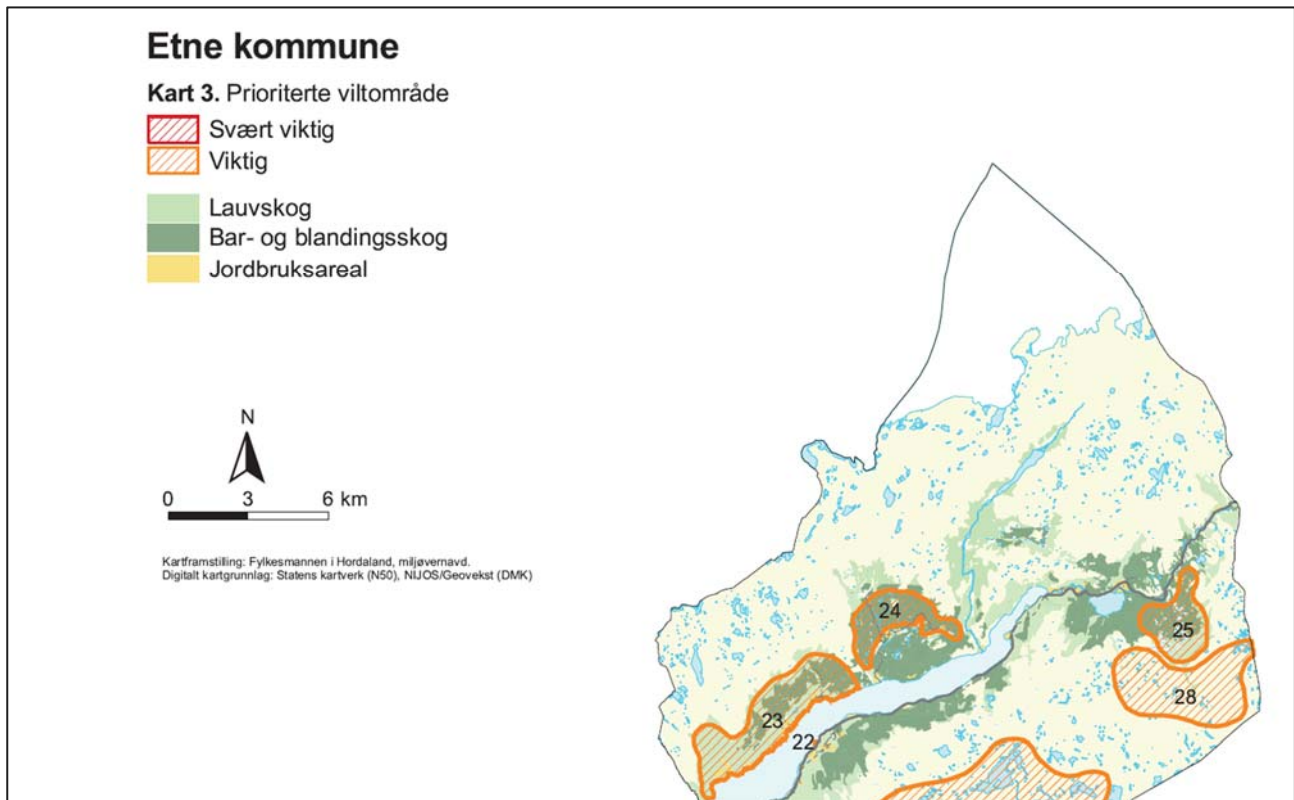 Etne kommune
Kart 3. Prioriterte viltområde
Svært viktig
Viktig
Lauvskog
Bar- og blandingsskog
Jordbruksareal
N
0 3 6 km
Kartframstilling: Fylkesmannen i Hordaland, miljøvernavd.
Digitalt kartgrunnlag: Statens kartverk (N50), NIJOS/Geovekst (DMK)
24
25
28
23
22